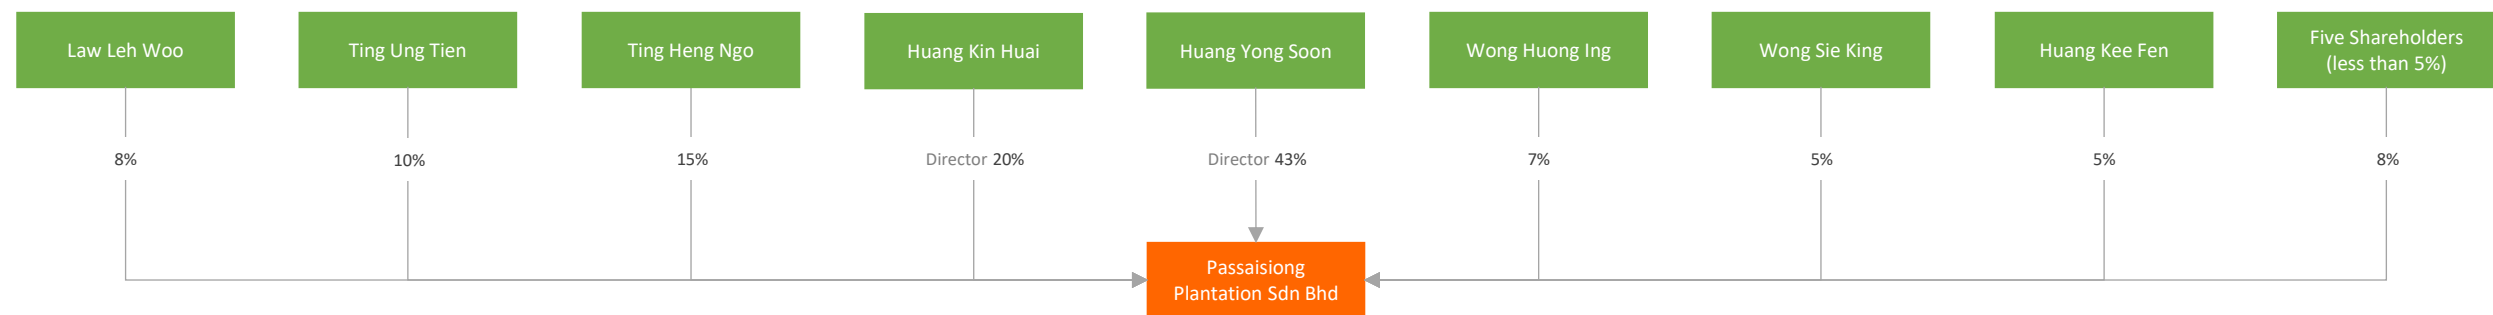 Law Leh Woo
Ting Ung Tien
Ting Heng Ngo
Huang Kin Huai
Huang Yong Soon
Wong Huong Ing
Wong Sie King
Huang Kee Fen
Five Shareholders
(less than 5%)
8%
10%
15%
Director 20%
Director 43%
7%
5%
5%
8%
Passaisiong
Plantation Sdn Bhd